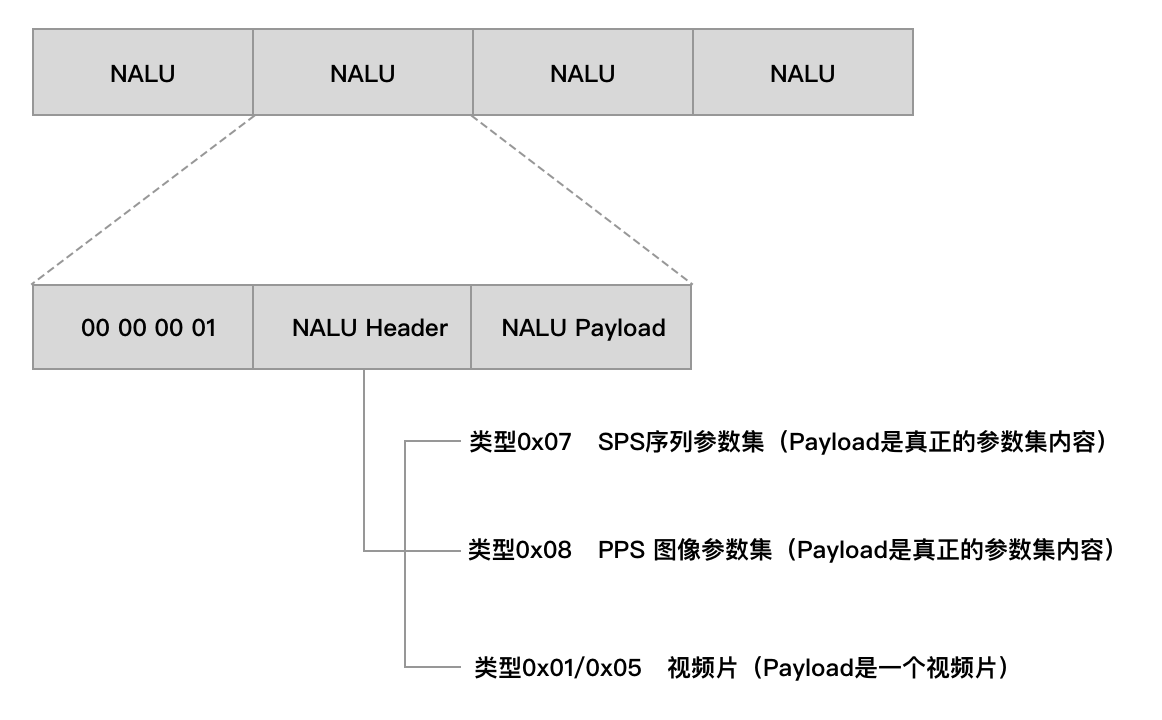 NALU NALU NALU NALU
00 00 00 01 NALU Header NALU Payload
类型0x07 SPS序列参数集（Payload是真正的参数集内容）
类型0x08 PPS 图像参数集（Payload是真正的参数集内容）
类型0x01/0x05 视频片（Payload是一个视频片）